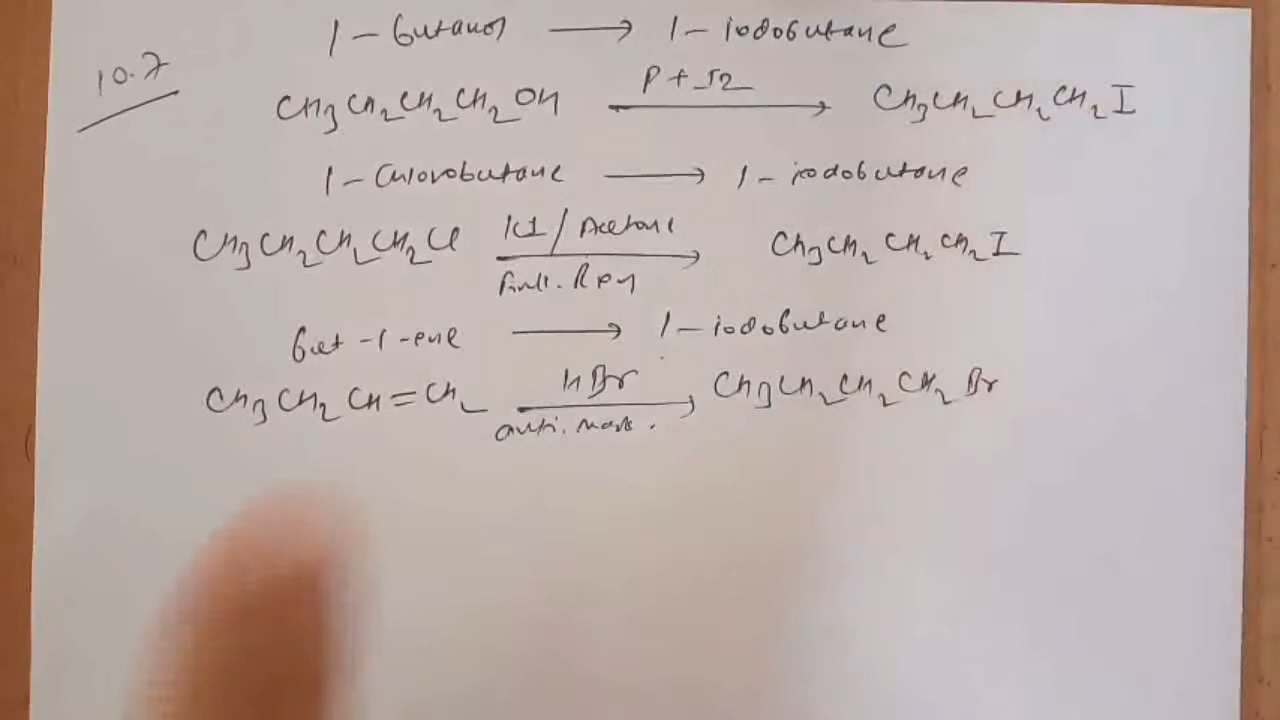 1-butanol → 1-iodobutane
10.7
CH3CH2CH2CH2OH P+I2 → CH3CH2CH2CH2I
1-Chlorobutane → 1-iodobutane
CH3CH2CH2CH2Cl KI/Acetone → CH3CH2CH2CH2I
Finl. Rxn
but-1-ene → 1-iodobutane
CH3CH2CH=CH2 HBr → CH3CH2CH2CH2Br
anti. mark.